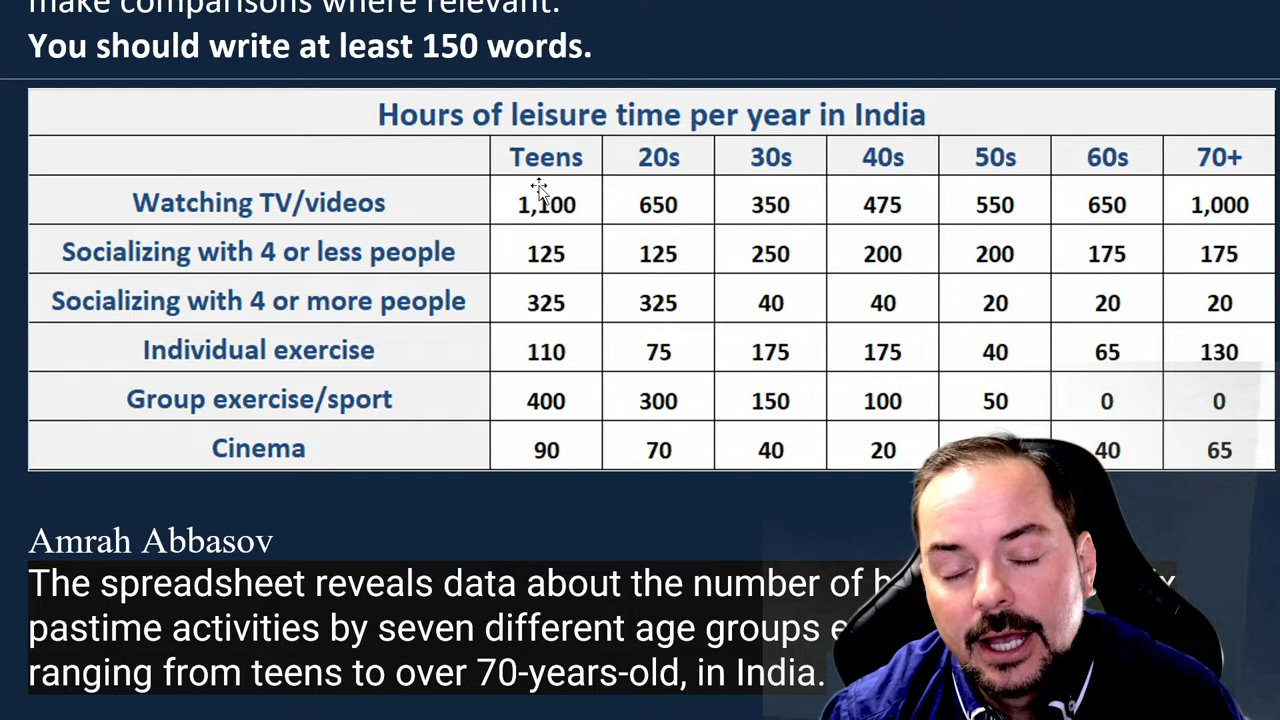 make comparisons where relevant.
You should write at least 150 words.
Hours of leisure time per year in India
Teens 20s 30s 40s 50s 60s 70+
Watching TV/videos 1,100 650 350 475 550 650 1,000
Socializing with 4 or less people 125 125 250 200 200 175 175
Socializing with 4 or more people 325 325 40 40 20 20 20
Individual exercise 110 75 175 175 40 65 130
Group exercise/sport 400 300 150 100 50 0 0
Cinema 90 70 40 20 40 65
Amrah Abbasov
The spreadsheet reveals data about the number of
pastime activities by seven different age groups
ranging from teens to over 70-years-old, in India.